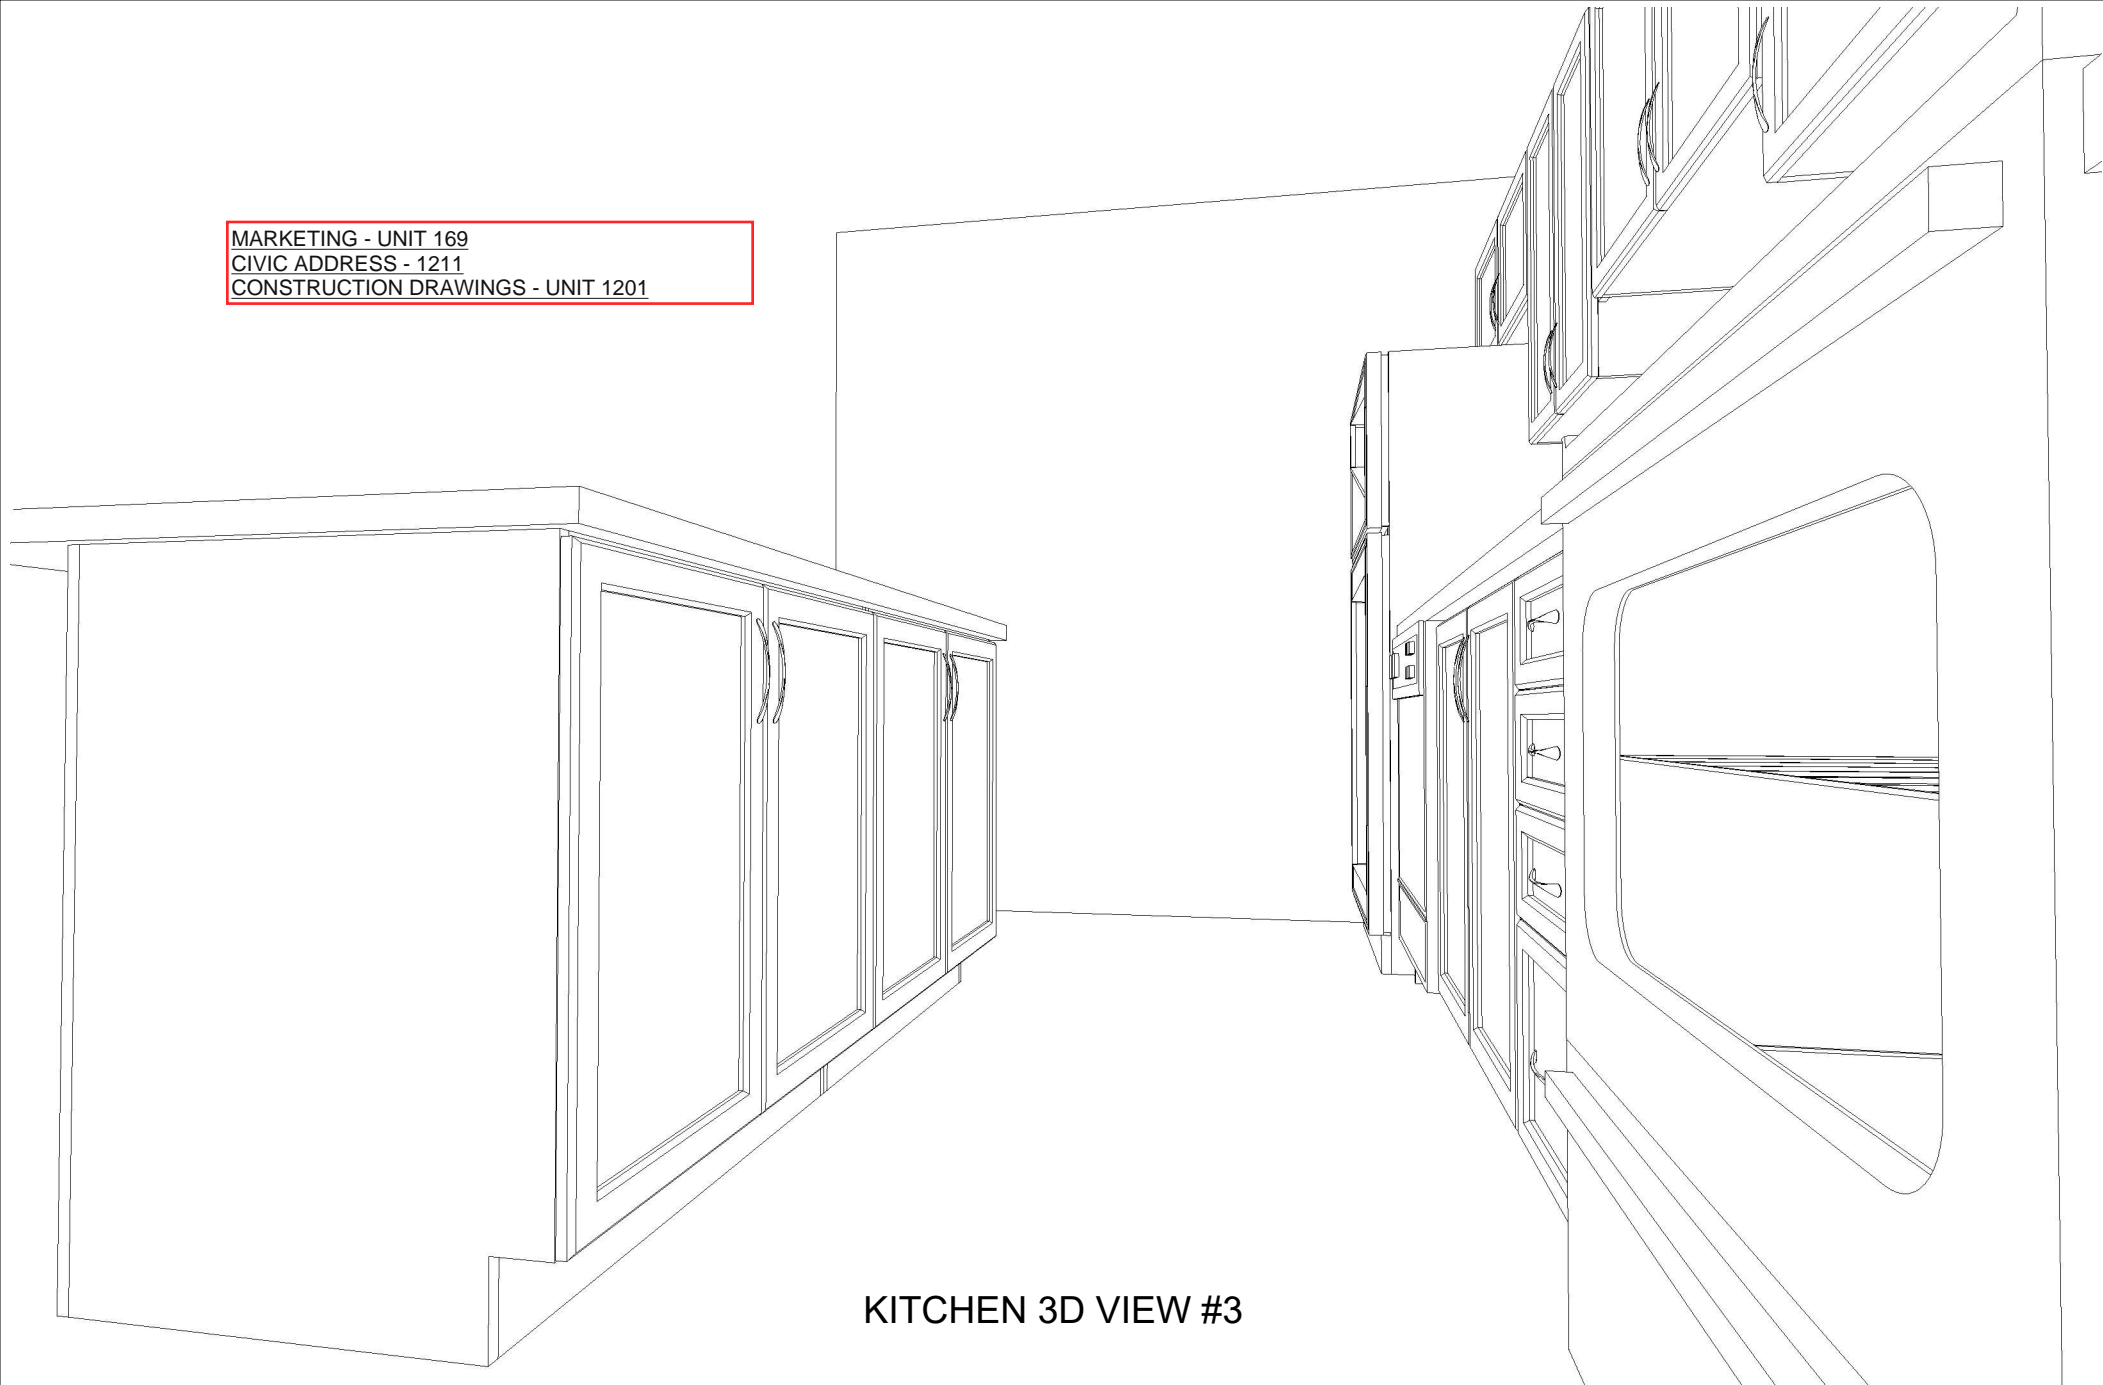 MARKETING - UNIT 169
CIVIC ADDRESS - 1211
CONSTRUCTION DRAWINGS - UNIT 1201
KITCHEN 3D VIEW #3